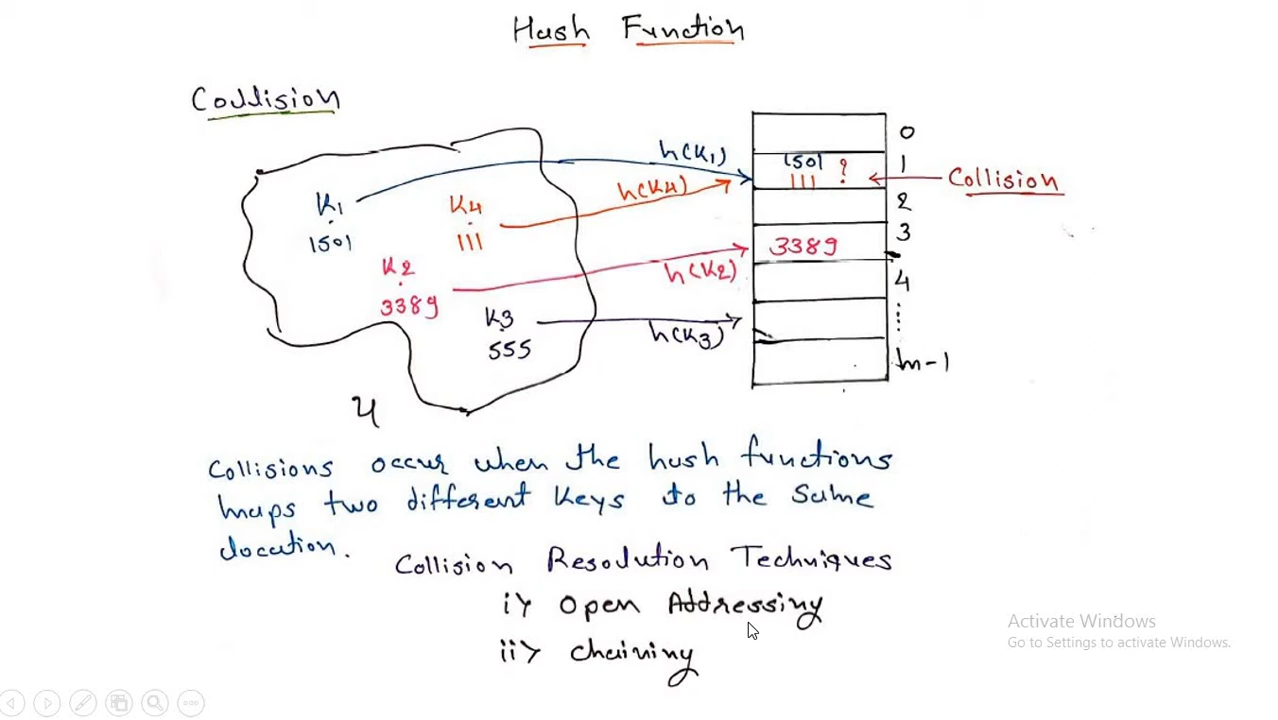 Hash Function
Collision
h(K1)
0
K1
K4
h(K4)
1501
111 ?
1
Collision
1501
111
2
K2
3389
h(K2)
3389
3
K3
555
h(K3)
4
m-1
U
Collisions occur when the hash functions
maps two different keys to the same
location.
Collision Resolution Techniques
i> Open Addressing
ii> Chaining
Activate Windows
Go to Settings to activate Windows.